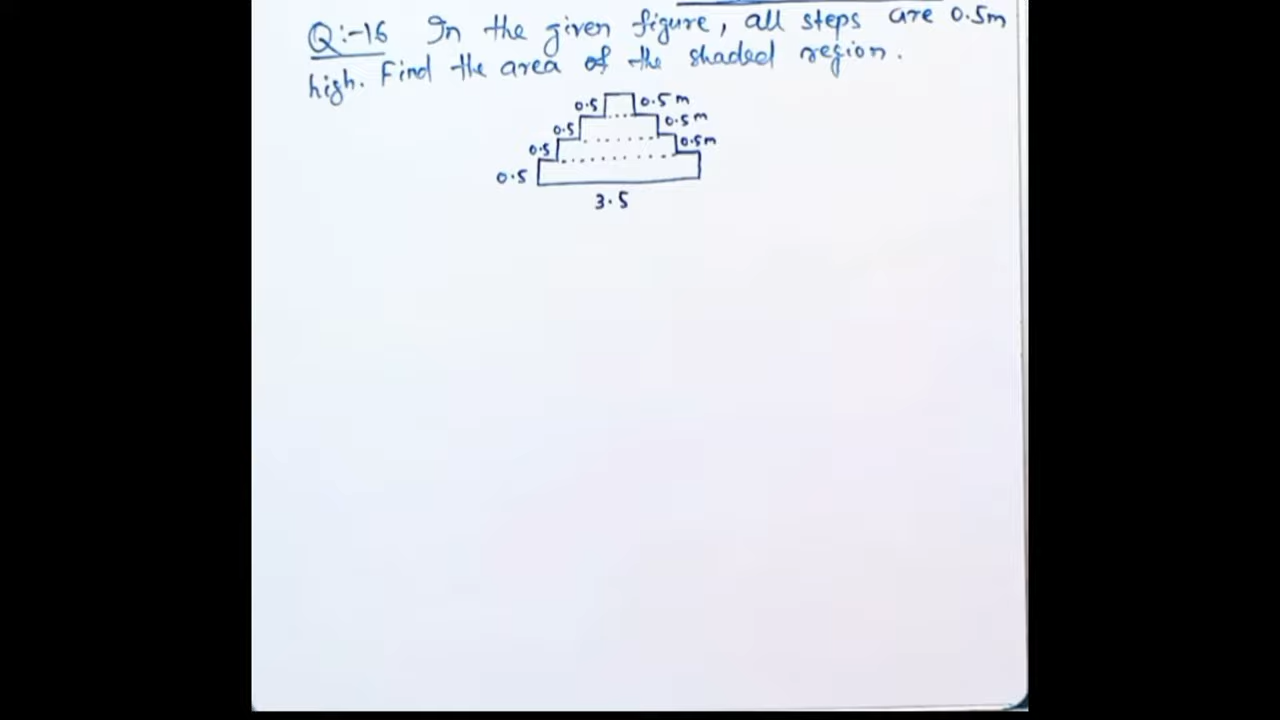 Q:-16 In the given figure, all steps are 0.5m
high. Find the area of the shaded region.
0.5 0.5 m
0.5 0.5 m
0.5 0.5m
0.5
3.5